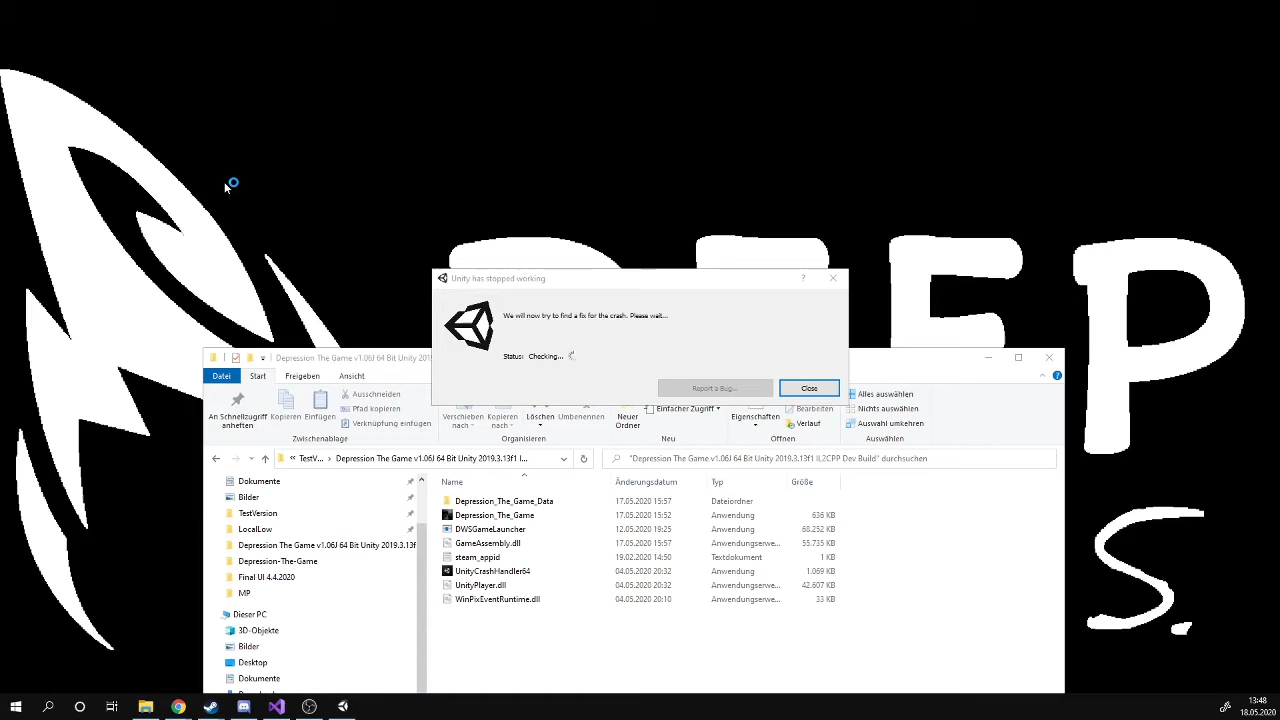 DEEP
S.
Unity has stopped working
?
We will now try to find a fix for the crash. Please wait...
Status: Checking...
Report a Bug...
Close
Depression The Game v1.06J 64 Bit Unity 2019
Datei
Start
Freigeben
Ansicht
An Schnellzugriff
anheften
Kopieren
Einfügen
Ausschneiden
Pfad kopieren
Verknüpfung einfügen
Zwischenablage
Verschieben
nach
Kopieren
nach
Löschen
Umbenennen
Organisieren
Neuer
Ordner
Einfacher Zugriff
Neu
Eigenschaften
Bearbeiten
Verlauf
Öffnen
Alles auswählen
Nichts auswählen
Auswahl umkehren
Auswählen
« TestV... › Depression The Game v1.06J 64 Bit Unity 2019.3.13f1 I...
"Depression The Game v1.06J 64 Bit Unity 2019.3.13f1 IL2CPP Dev Build" durchsuchen
Dokumente
Bilder
TestVersion
LocalLow
Depression The Game v1.06J 64 Bit Unity 2019.3.13f
Depression-The-Game
Final UI 4.4.2020
MP
Dieser PC
3D-Objekte
Bilder
Desktop
Dokumente
Name Änderungsdatum Typ Größe
Depression_The_Game_Data 17.05.2020 15:57 Dateiordner
Depression_The_Game 17.05.2020 15:52 Anwendung 636 KB
DWSGameLauncher 12.05.2020 19:25 Anwendung 68.252 KB
GameAssembly.dll 17.05.2020 15:57 Anwendungserwe... 55.735 KB
steam_appid 19.02.2020 14:50 Textdokument 1 KB
UnityCrashHandler64 04.05.2020 20:32 Anwendung 1.069 KB
UnityPlayer.dll 04.05.2020 20:32 Anwendungserwe... 42.607 KB
WinPixEventRuntime.dll 04.05.2020 20:10 Anwendungserwe... 33 KB
13:48
18.05.2020